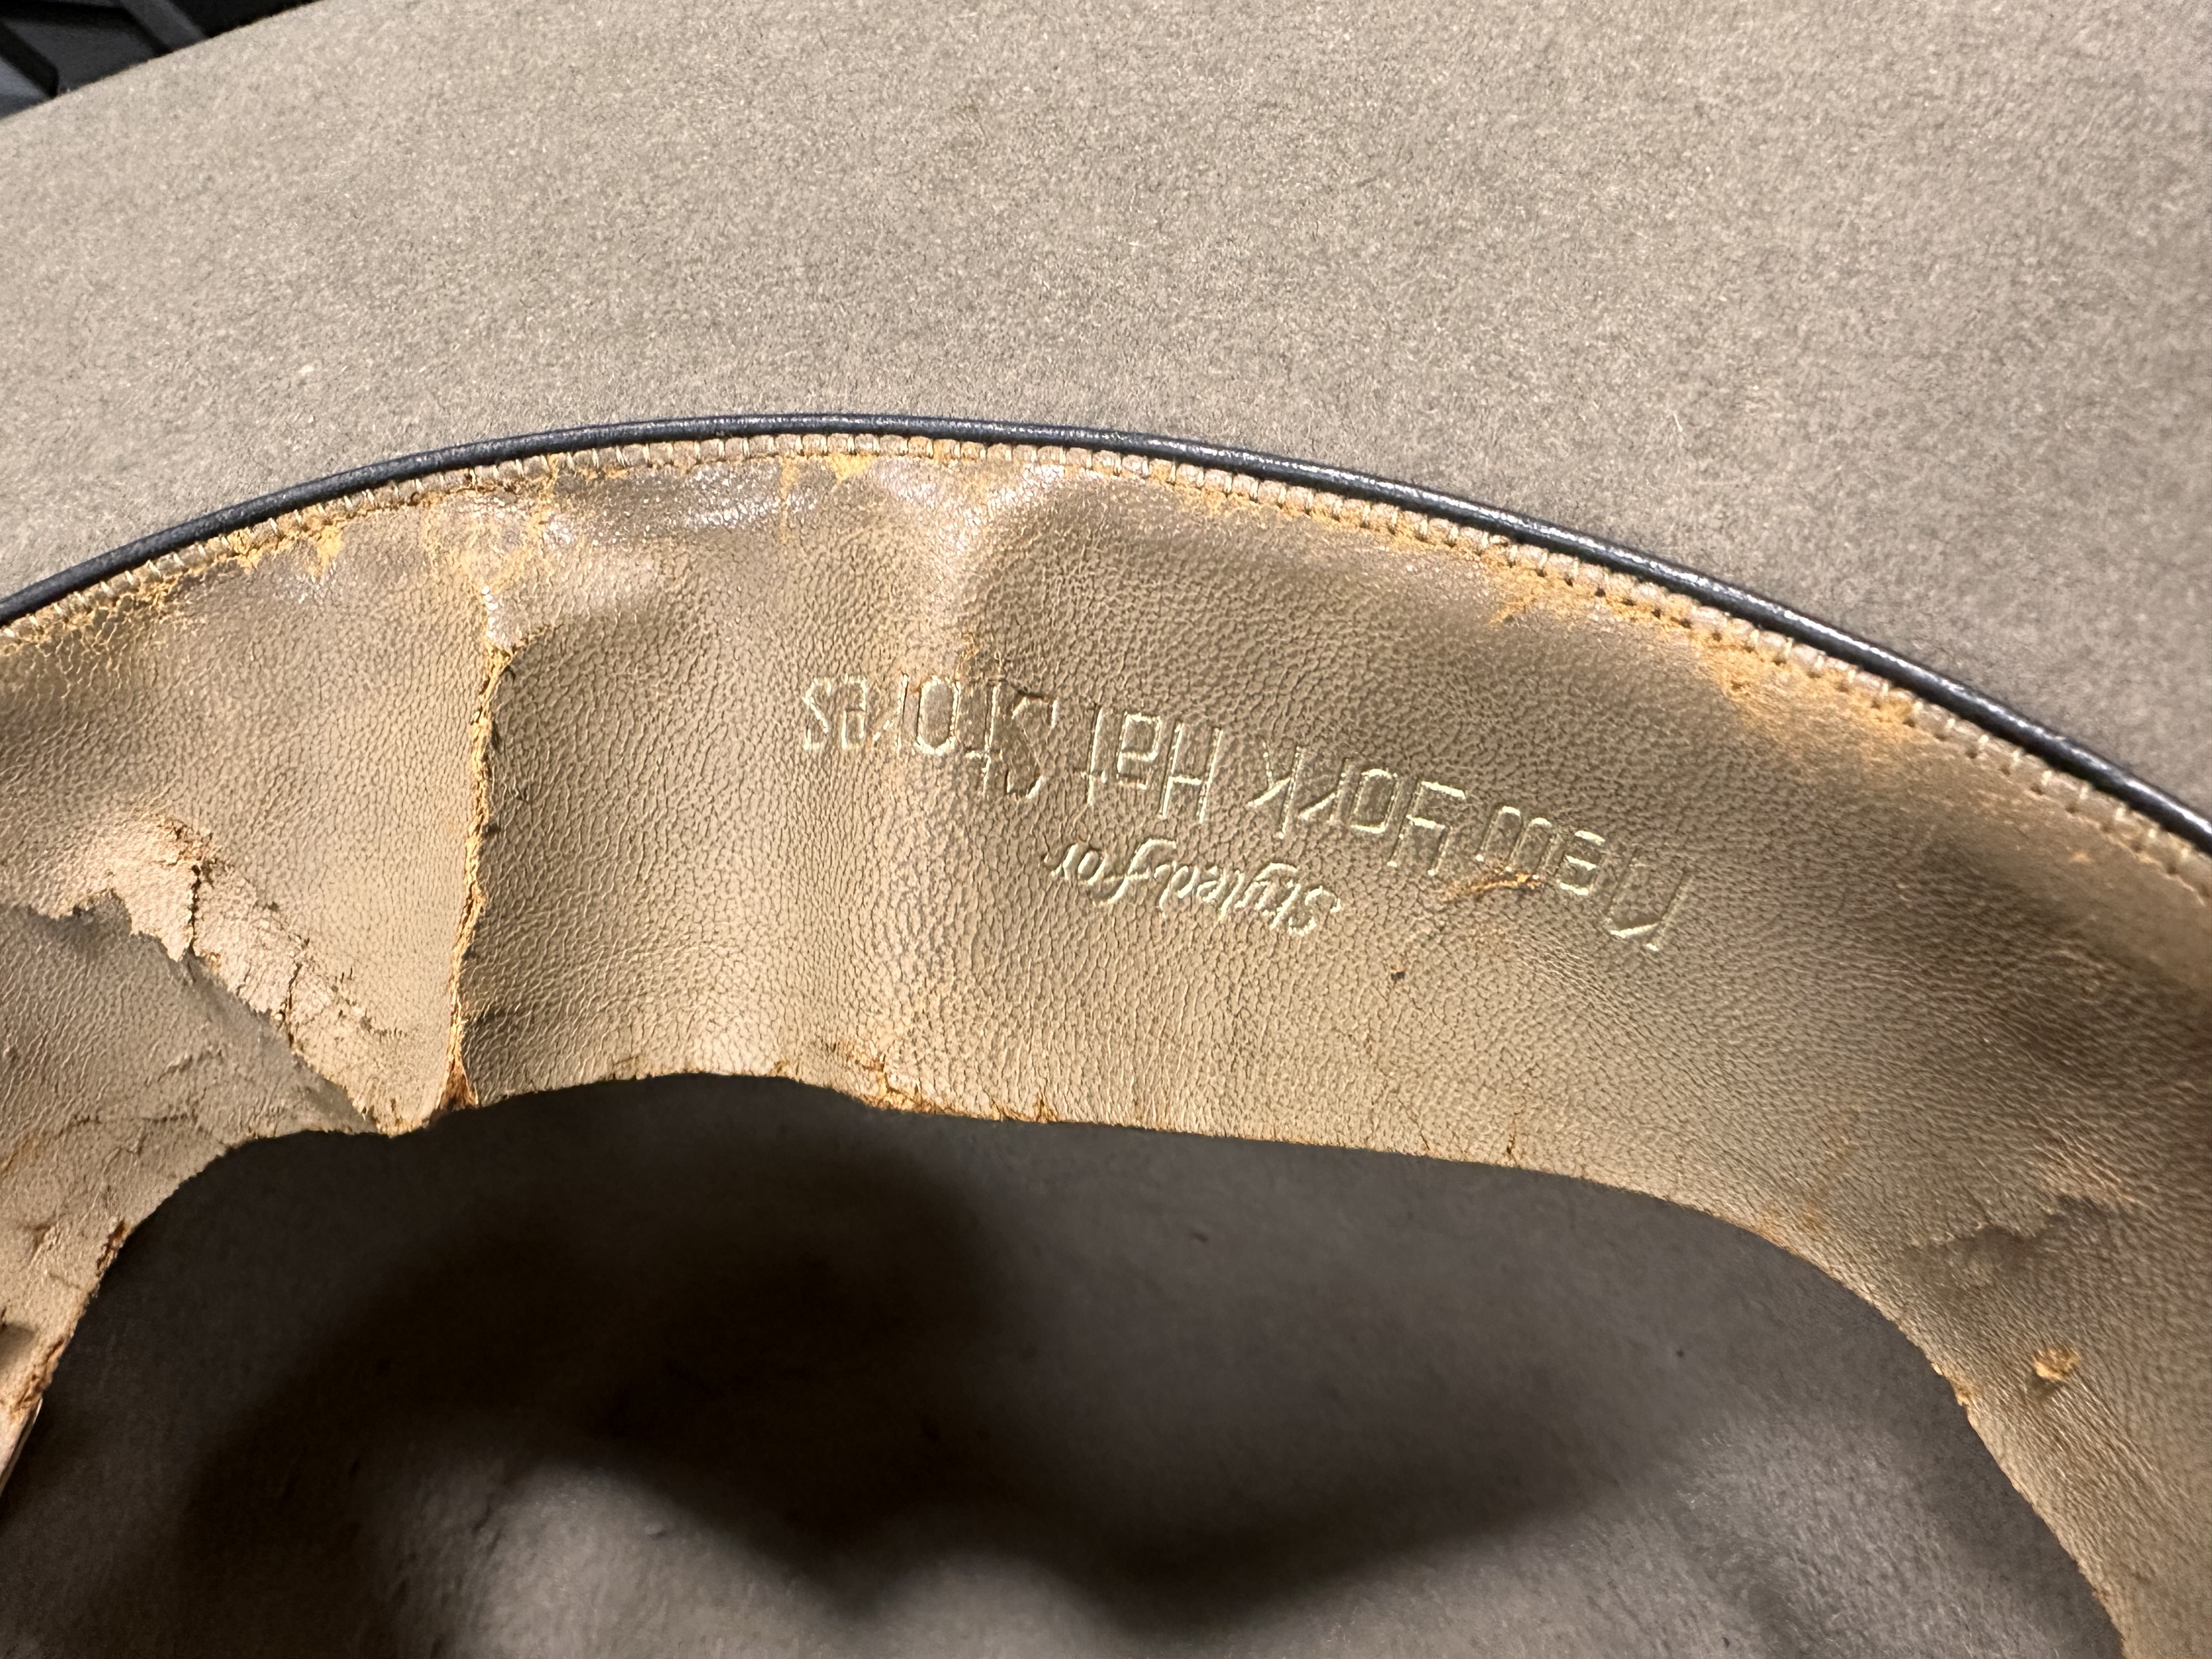 Styled for
New York Hat Stores